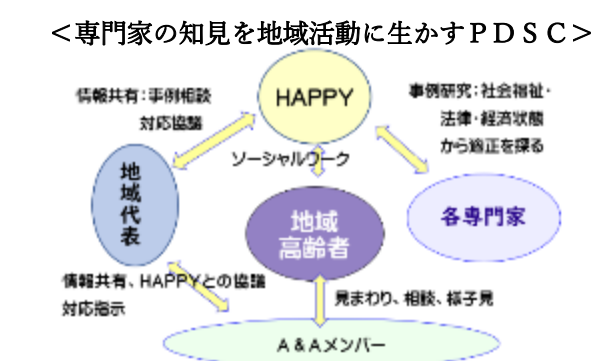 ＜専門家の知見を地域活動に生かすＰＤＳＣ＞
HAPPY
情報共有：事例相談
対応協議
事例研究：社会福祉・
法律・経済状態
から適正を探る
ソーシャルワーク
地域代表
地域
高齢者
各専門家
情報共有、HAPPYとの協議
対応指示
見まわり、相談、様子見
A＆Aメンバー